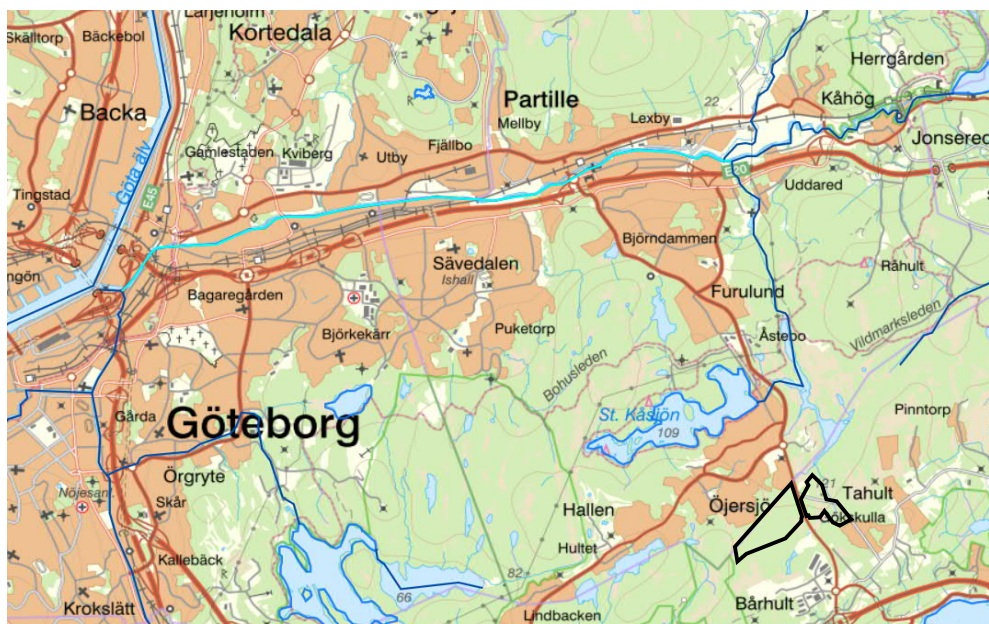 Skälltorp
Bäckebol
Kortedala
Herrgården
Partille
22
Kåhög
Backa
Mellby
Lexby
Jonsered
Gamlestaden
Kviberg
Utby
Fjällbo
Göta älv
E45
E20
Uddared
Tingstad
Björndammen
Sävedalen
Ishall
Råhult
Bagaregården
Furulund
Björkekärr
Puketorp
Åstebo
Vildmarksleden
Bohusleden
Pinntorp
Gårda
Göteborg
St. Kåsjön
109
Örgryte
Nöjesan
Skår
Hallen
Öjersjö
21
Tahult
Kallebäck
Hultet
82
66
Bårhult
Krokslätt
Lindbacken